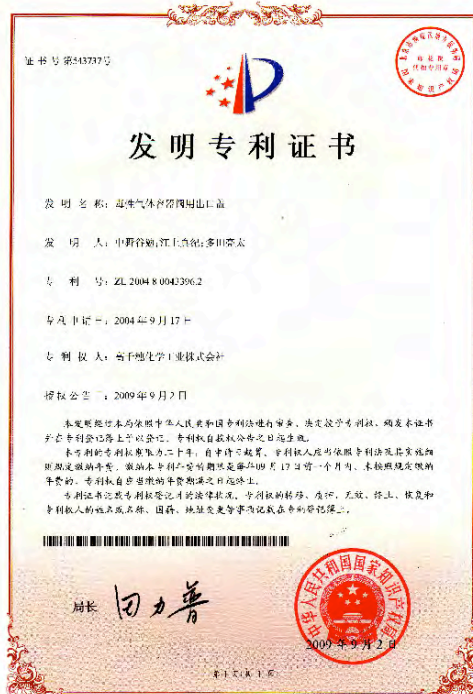 证书号第543737号
发明专利证书
发明名称：毒性气体容器阀用出口盖
发明人：中野谷勉;江上真纪;多田亮太
专利号：ZL 2004 8 0043396.2
专利申请日：2004年9月17日
专利权人：高千穗化学工业株式会社
授权公告日：2009年9月2日
本发明经过本局依照中华人民共和国专利法进行审查，决定授予专利权，颁发本证书
并在专利登记簿上予以登记。专利权自授权公告之日起生效。
本专利的专利权期限为二十年，自申请日起算。专利权人应当依照专利法及其实施细
则规定缴纳年费。缴纳本专利年费的期限是每年09月17日前一个月内。未按照规定缴纳
年费的，专利权自应当缴纳年费期满之日起终止。
专利证书记载专利权登记时的法律状况。专利权的转移、质押、无效、终止、恢复和
专利权人的姓名或名称、国籍、地址变更等事项记载在专利登记簿上。
局长 田力普
中华人民共和国国家知识产权局
2009年9月2日
第1页(共1页)